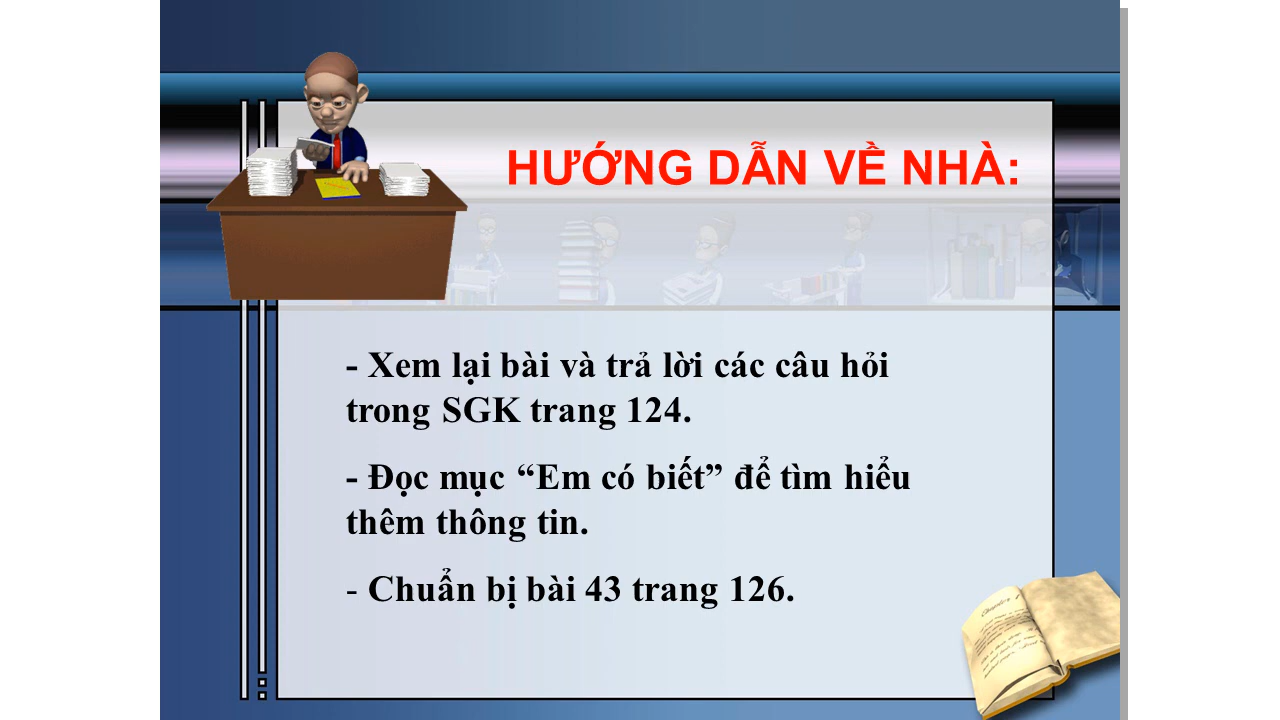 HƯỚNG DẪN VỀ NHÀ:
- Xem lại bài và trả lời các câu hỏi
trong SGK trang 124.
- Đọc mục “Em có biết” để tìm hiểu
thêm thông tin.
- Chuẩn bị bài 43 trang 126.